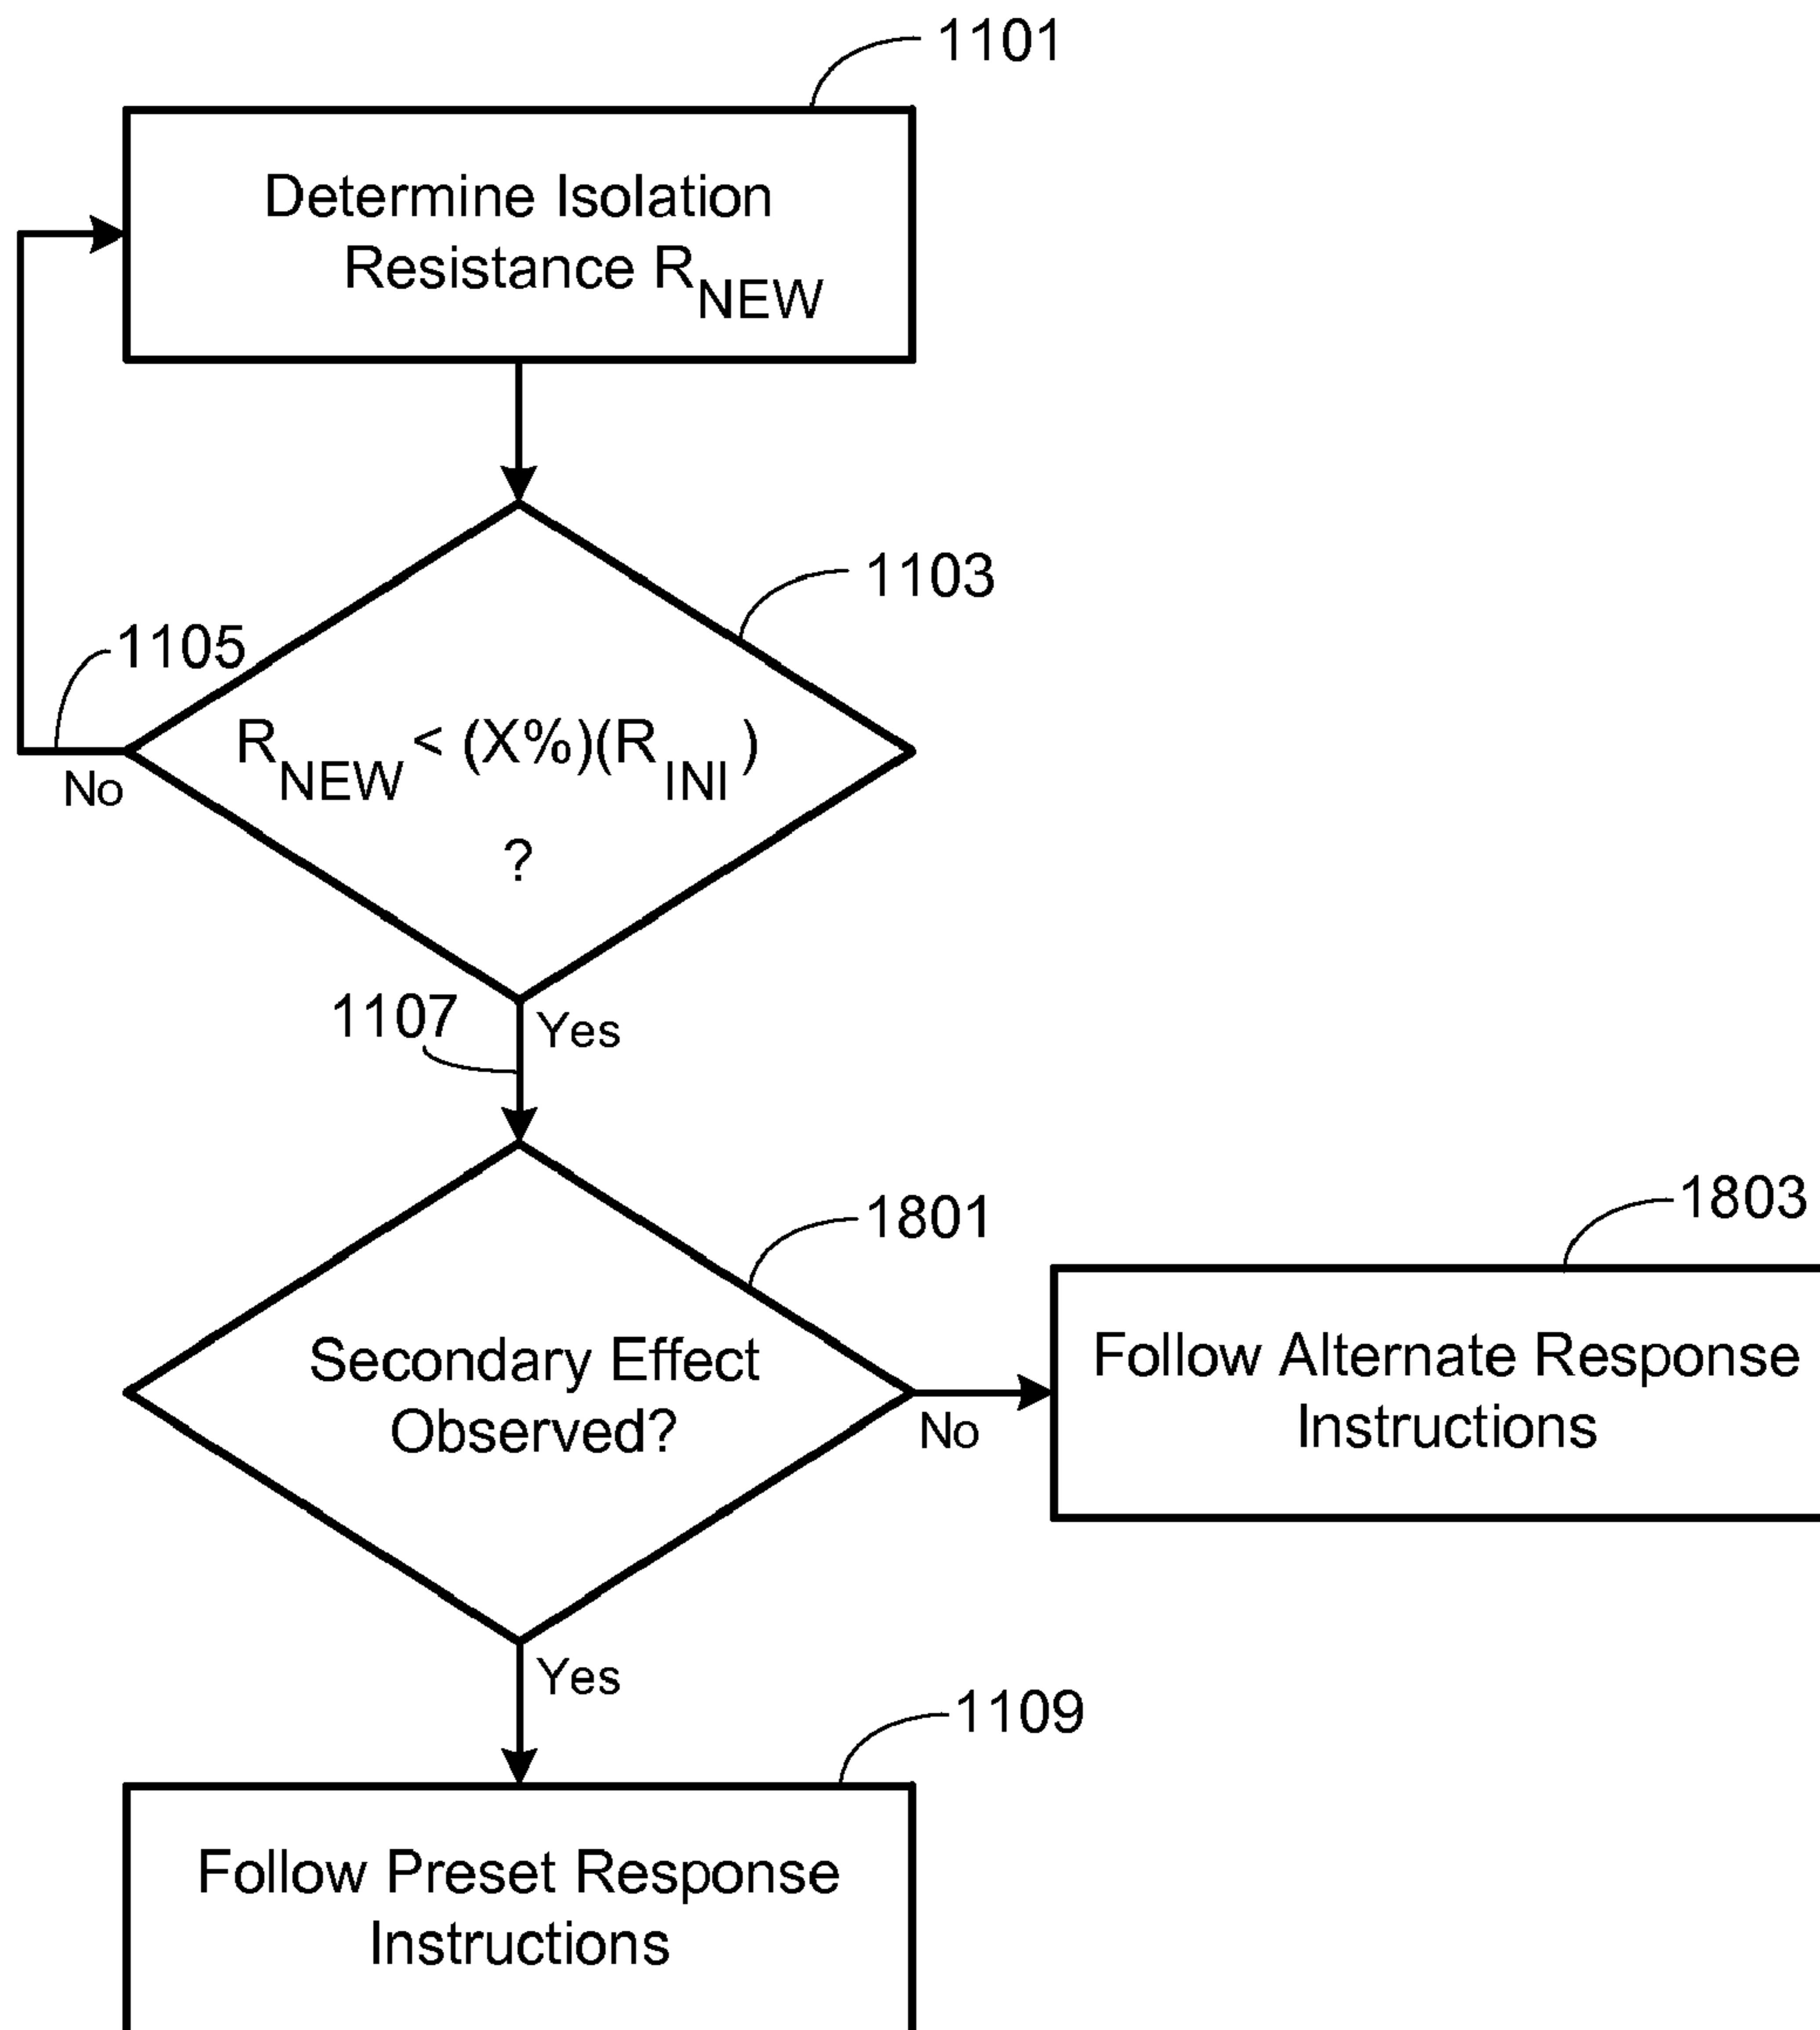 1101
Determine Isolation
Resistance R_NEW
1103
1105
R_NEW < (X%)(R_INI)
No
?
1107
Yes
1801
1803
Secondary Effect
Observed?
No
Follow Alternate Response
Instructions
Yes
1109
Follow Preset Response
Instructions